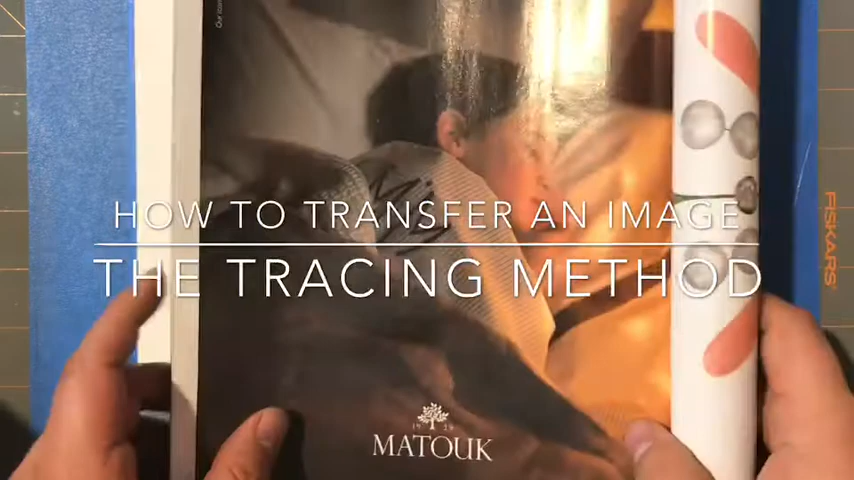 HOW TO TRANSFER AN IMAGE
THE TRACING METHOD
FISKARS
MATOUK